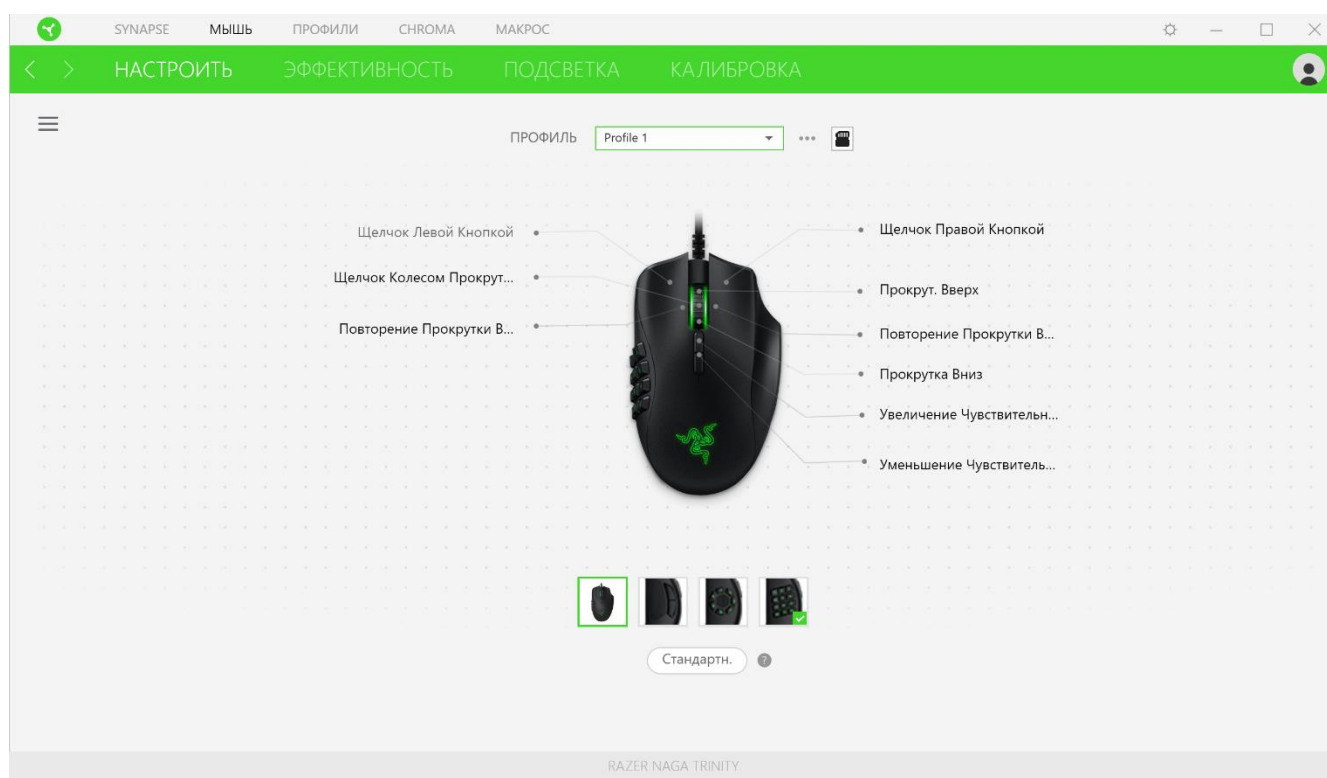 SYNAPSE МЫШЬ ПРОФИЛИ CHROMA МАКРОС
НАСТРОИТЬ ЭФФЕКТИВНОСТЬ ПОДСВЕТКА КАЛИБРОВКА
ПРОФИЛЬ Profile 1
Щелчок Левой Кнопкой
Щелчок Колесом Прокрут...
Повторение Прокрутки В...
Щелчок Правой Кнопкой
Прокрут. Вверх
Повторение Прокрутки В...
Прокрутка Вниз
Увеличение Чувствительн...
Уменьшение Чувствитель...
Стандартн. ?
RAZER NAGA TRINITY